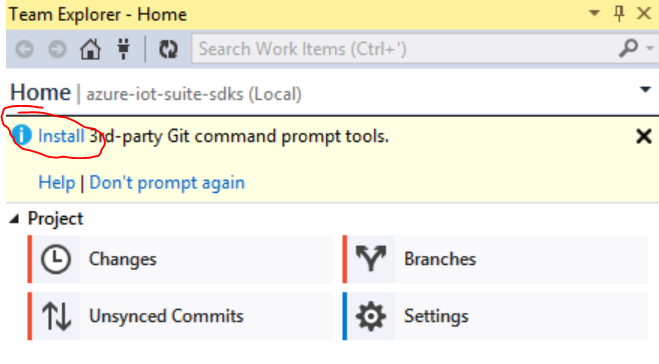 Team Explorer - Home
Search Work Items (Ctrl+')
Home | azure-iot-suite-sdks (Local)
Install 3rd-party Git command prompt tools.
Help | Don't prompt again
Project
Changes
Branches
Unsynced Commits
Settings